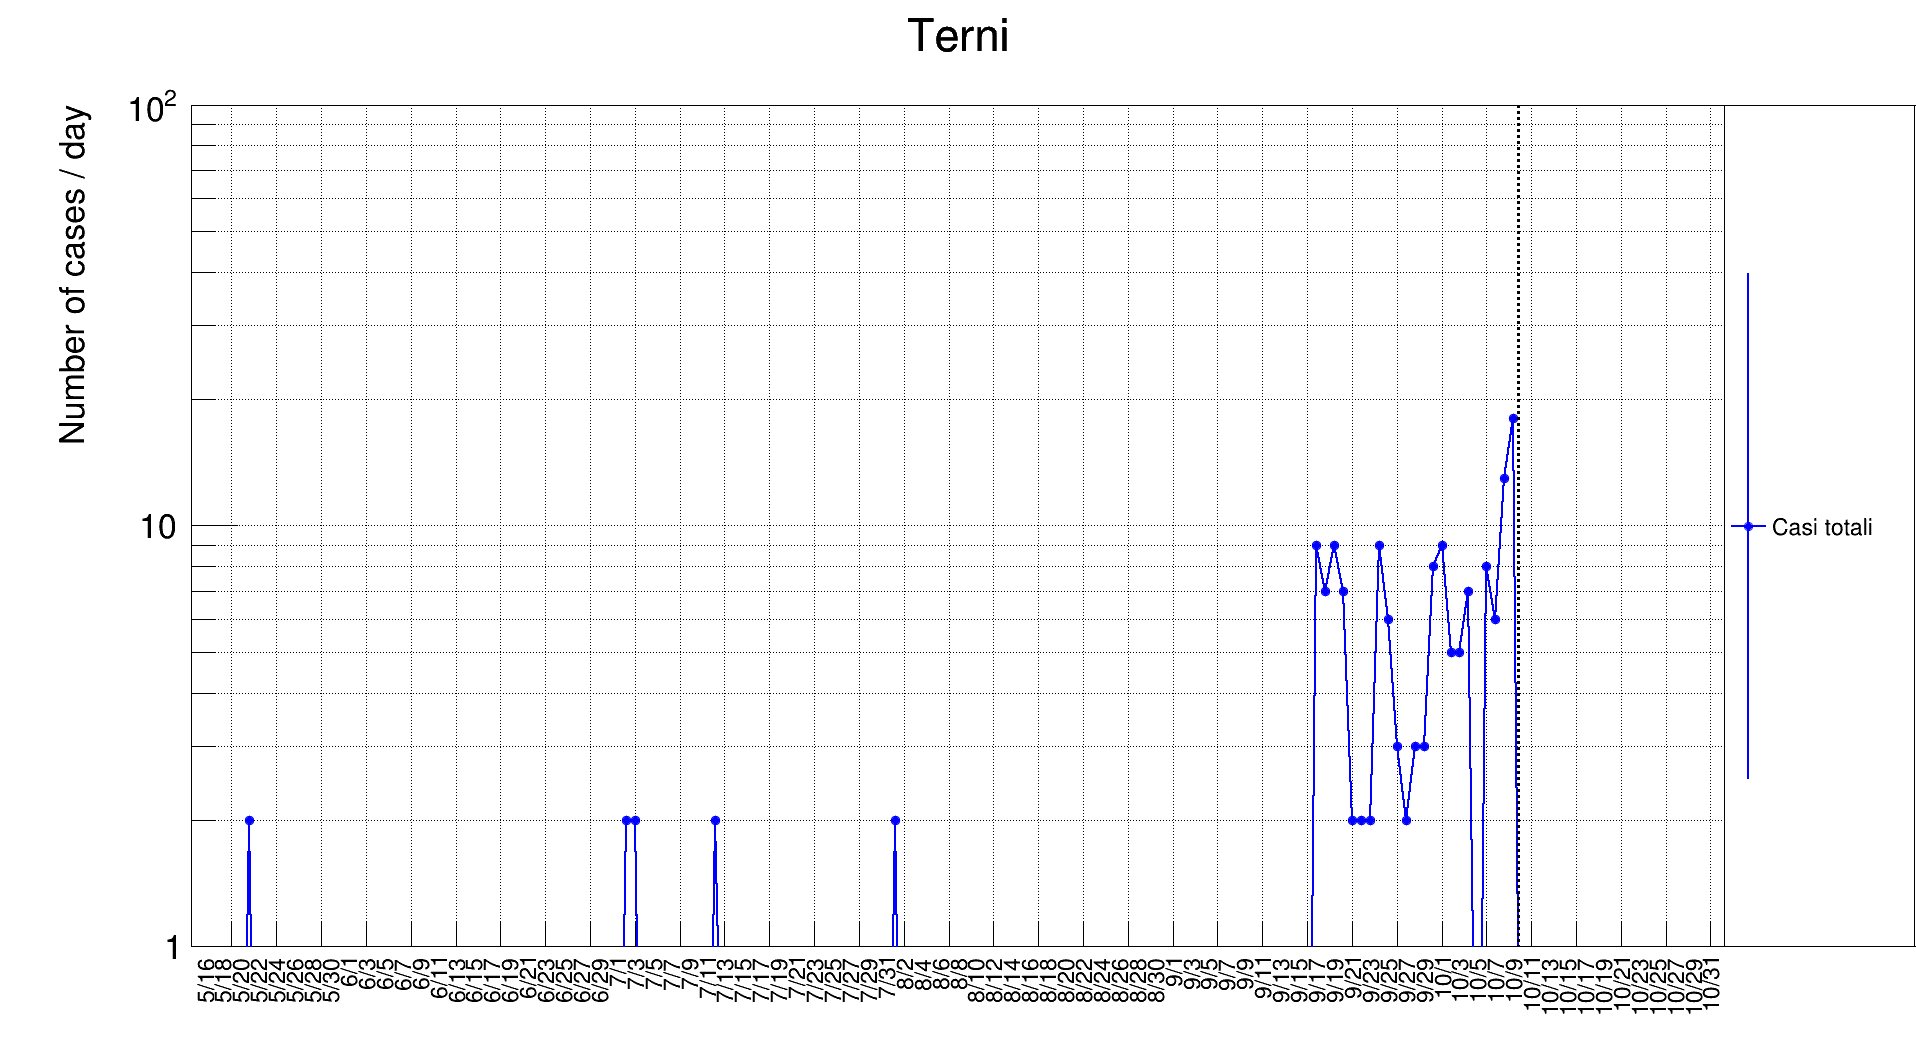 Terni
Number of cases / day
10²
10
1
5/16 5/18 5/20 5/22 5/24 5/26 5/28 5/30 6/1 6/3 6/5 6/7 6/9 6/11 6/13 6/15 6/17 6/19 6/21 6/23 6/25 6/27 6/29 7/1 7/3 7/5 7/7 7/9 7/11 7/13 7/15 7/17 7/19 7/21 7/23 7/25 7/27 7/29 7/31 8/2 8/4 8/6 8/8 8/10 8/12 8/14 8/16 8/18 8/20 8/22 8/24 8/26 8/28 8/30 9/1 9/3 9/5 9/7 9/9 9/11 9/13 9/15 9/17 9/19 9/21 9/23 9/25 9/27 9/29 10/1 10/3 10/5 10/7 10/9 10/11 10/13 10/15 10/17 10/19 10/21 10/23 10/25 10/27 10/29 10/31
Casi totali